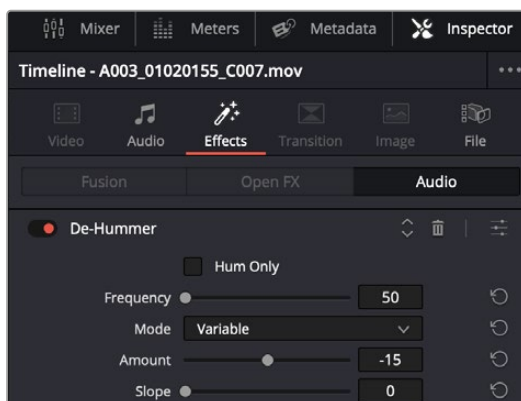 Mixer Meters Metadata Inspector
Timeline - A003_01020155_C007.mov
Video Audio Effects Transition Image File
Fusion Open FX Audio
De-Hummer
Hum Only
Frequency 50
Mode Variable
Amount -15
Slope 0